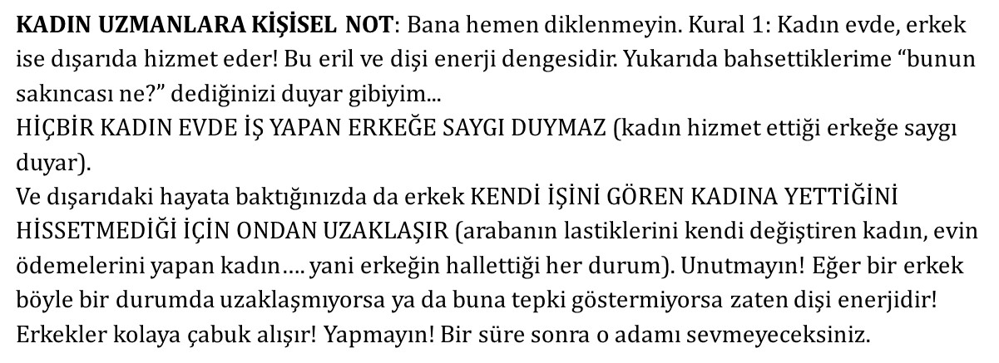 KADIN UZMANLARA KİŞİSEL NOT: Bana hemen diklenmeyin. Kural 1: Kadın evde, erkek
ise dışarıda hizmet eder! Bu eril ve dişi enerji dengesidir. Yukarıda bahsettiklerime “bunun
sakıncası ne?” dediğinizi duyar gibiyim...
HİÇBİR KADIN EVDE İŞ YAPAN ERKEĞE SAYGI DUYMAZ (kadın hizmet ettiği erkeğe saygı
duyar).
Ve dışarıdaki hayata baktığınızda da erkek KENDİ İŞİNİ GÖREN KADINA YETTİĞİNİ
HİSSETMEDİĞİ İÇİN ONDAN UZAKLAŞIR (arabanın lastiklerini kendi değiştiren kadın, evin
ödemelerini yapan kadın…. yani erkeğin hallettiği her durum). Unutmayın! Eğer bir erkek
böyle bir durumda uzaklaşmıyorsa ya da buna tepki göstermiyorsa zaten dişi enerjidir!
Erkekler kolaya çabuk alışır! Yapmayın! Bir süre sonra o adamı sevmeyeceksiniz.